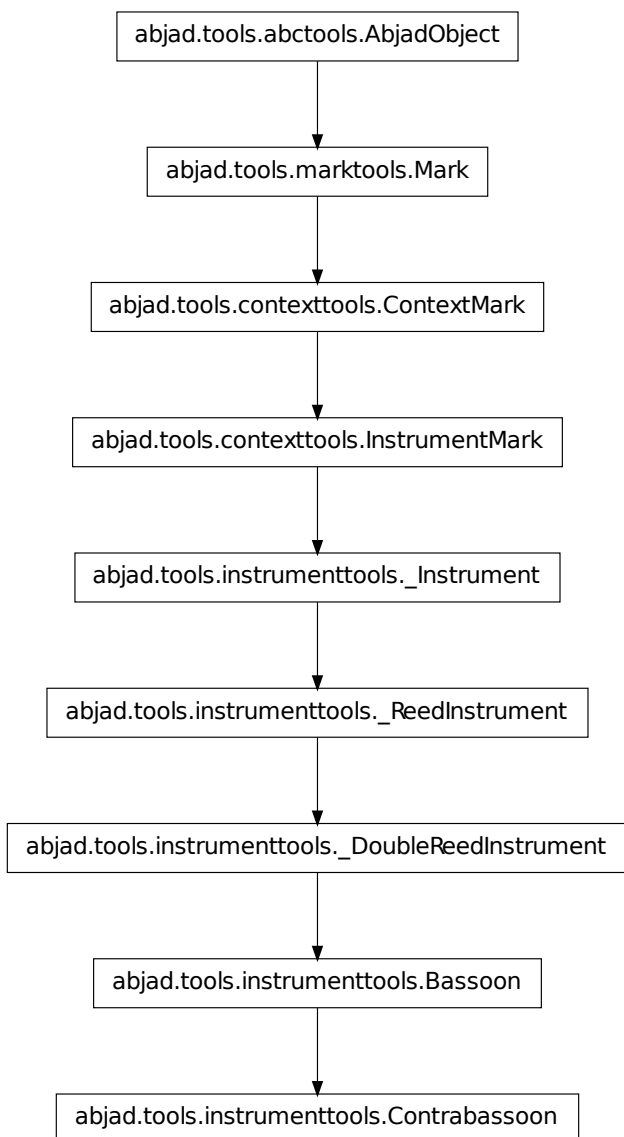 abjad.tools.abctools.AbjadObject
abjad.tools.marktools.Mark
abjad.tools.contexttools.ContextMark
abjad.tools.contexttools.InstrumentMark
abjad.tools.instrumenttools._Instrument
abjad.tools.instrumenttools._ReedInstrument
abjad.tools.instrumenttools._DoubleReedInstrument
abjad.tools.instrumenttools.Bassoon
abjad.tools.instrumenttools.Contrabassoon